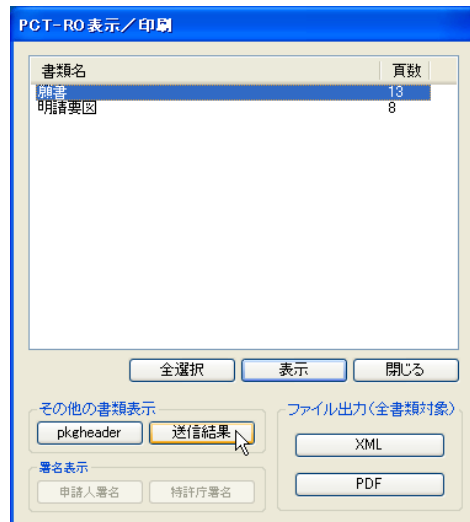 PCT-RO表示／印刷
書類名 頁数
願書 13
明請要図 8
全選択 表示 閉じる
その他の書類表示
pkgheader 送信結果
署名表示
申請人署名 特許庁署名
ファイル出力(全書類対象)
XML
PDF